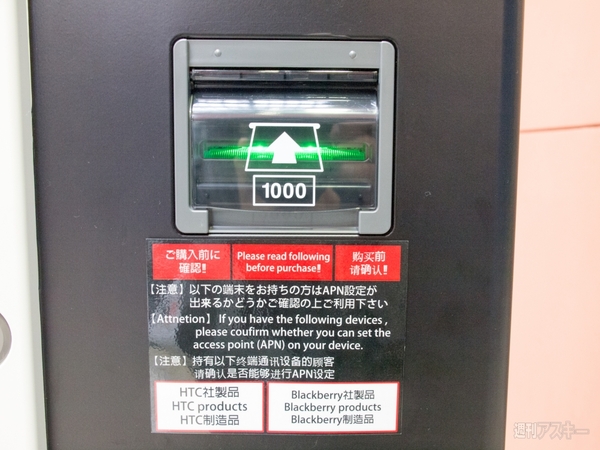 1000
ご購入前に
確認!!
Please read following
before purchase!!
购买前
请确认!!
【注意】以下の端末をお持ちの方はAPN設定が
出来るかどうかご確認の上ご利用下さい
【Attnetion】If you have the following devices ,
please confirm whether you can set the
access point (APN) on your device.
【注意】持有以下终端通讯设备的顾客
请确认是否能够进行APN设定
HTC社製品
HTC products
HTC制造品
Blackberry社製品
Blackberry products
Blackberry制造品
週刊アスキー